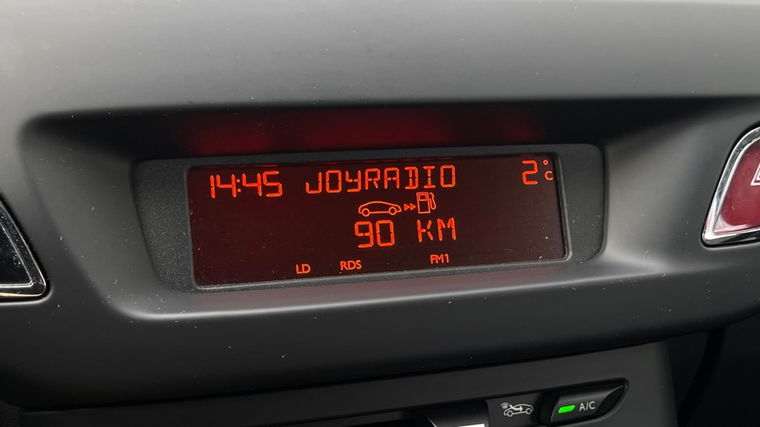 14:45 JOYRADIO 2°C
90 KM
LD RDS FM1
A/C